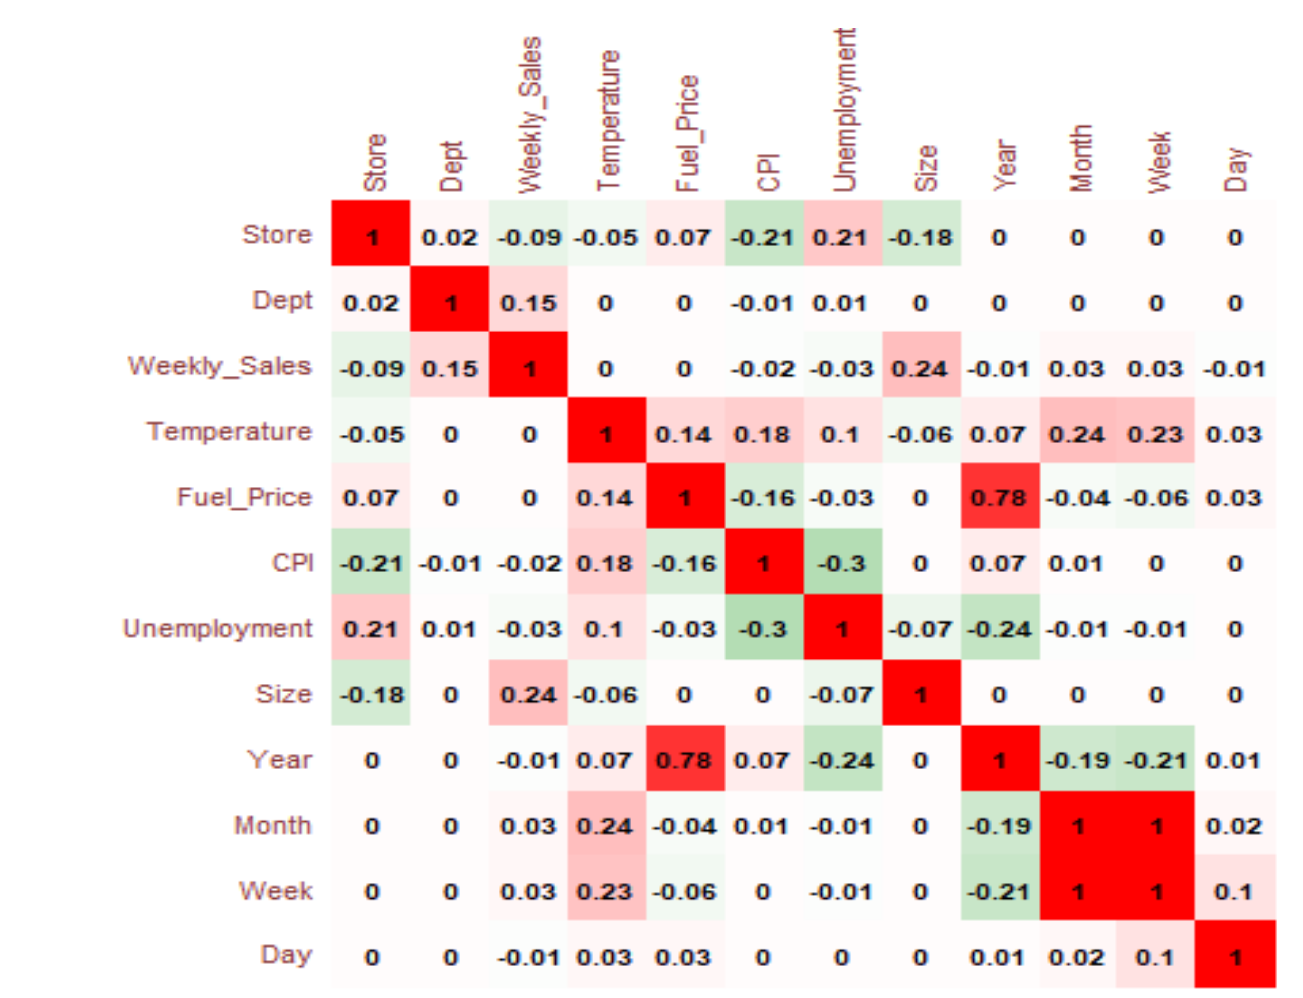 Store Dept Weekly_Sales Temperature Fuel_Price CPI Unemployment Size Year Month Week Day
Store 1 0.02 -0.09 -0.05 0.07 -0.21 0.21 -0.18 0 0 0 0
Dept 0.02 1 0.15 0 0 -0.01 0.01 0 0 0 0 0
Weekly_Sales -0.09 0.15 1 0 0 -0.02 -0.03 0.24 -0.01 0.03 0.03 -0.01
Temperature -0.05 0 0 1 0.14 0.18 0.1 -0.06 0.07 0.24 0.23 0.03
Fuel_Price 0.07 0 0 0.14 1 -0.16 -0.03 0 0.78 -0.04 -0.06 0.03
CPI -0.21 -0.01 -0.02 0.18 -0.16 1 -0.3 0 0.07 0.01 0 0
Unemployment 0.21 0.01 -0.03 0.1 -0.03 -0.3 1 -0.07 -0.24 -0.01 -0.01 0
Size -0.18 0 0.24 -0.06 0 0 -0.07 1 0 0 0 0
Year 0 0 -0.01 0.07 0.78 0.07 -0.24 0 1 -0.19 -0.21 0.01
Month 0 0 0.03 0.24 -0.04 0.01 -0.01 0 -0.19 1 1 0.02
Week 0 0 0.03 0.23 -0.06 0 -0.01 0 -0.21 1 1 0.1
Day 0 0 -0.01 0.03 0.03 0 0 0 0.01 0.02 0.1 1